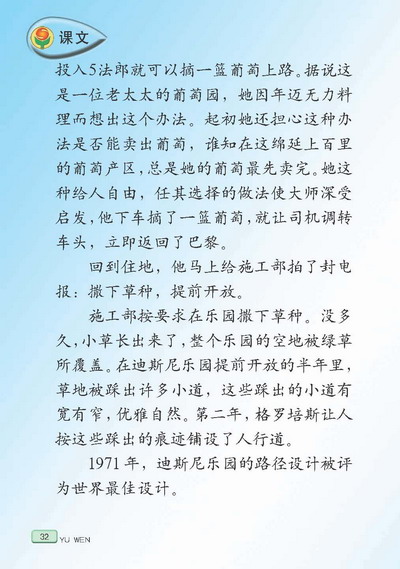 课文
投入5法郎就可以摘一篮葡萄上路。据说这
是一位老太太的葡萄园，她因年迈无力料
理而想出这个办法。起初她还担心这种办
法是否能卖出葡萄，谁知在这绵延上百里
的葡萄产区，总是她的葡萄最先卖完。她这
种给人自由，任其选择的做法使大师深受
启发，他下车摘了一篮葡萄，就让司机调转
车头，立即返回了巴黎。
回到住地，他马上给施工部拍了封电
报：撒下草种，提前开放。
施工部按要求在乐园撒下草种。没多
久，小草长出来了，整个乐园的空地被绿草
所覆盖。在迪斯尼乐园提前开放的半年里，
草地被踩出许多小道，这些踩出的小道有
宽有窄，优雅自然。第二年，格罗培斯让人
按这些踩出的痕迹铺设了人行道。
1971年，迪斯尼乐园的路径设计被评
为世界最佳设计。
32
YU WEN